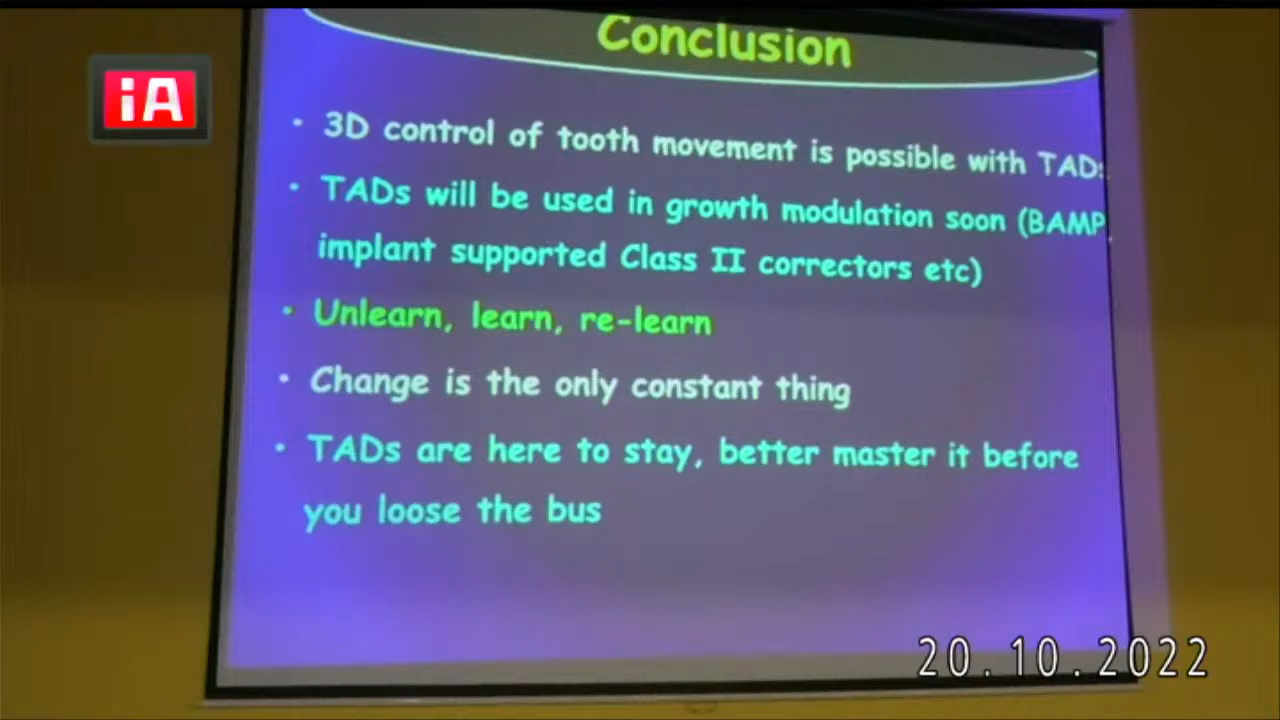 Conclusion
iA
• 3D control of tooth movement is possible with TADs
• TADs will be used in growth modulation soon (BAMP,
implant supported Class II correctors etc)
• Unlearn, learn, re-learn
• Change is the only constant thing
• TADs are here to stay, better master it before
you loose the bus
20.10.2022